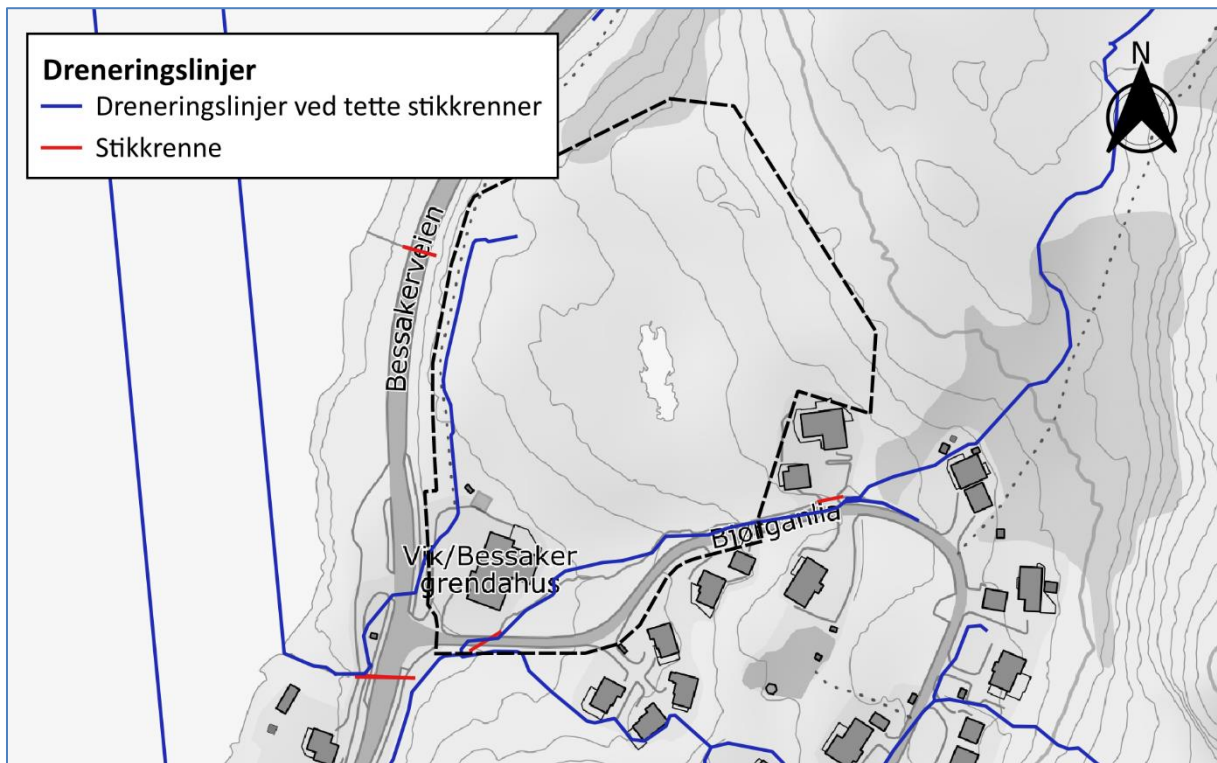 Dreneringslinjer
Dreneringslinjer ved tette stikkrenner
Stikkrenne
N
Bessakerveien
Bjørganlia
Vik/Bessaker
grendahus